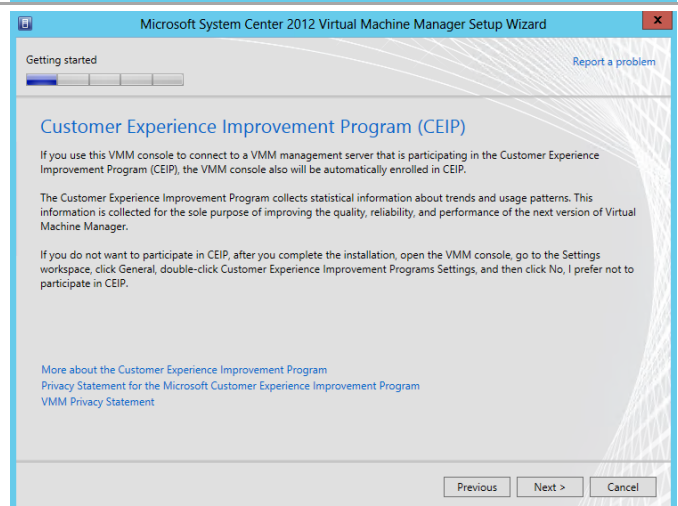 Microsoft System Center 2012 Virtual Machine Manager Setup Wizard
x
Getting started
Report a problem
Customer Experience Improvement Program (CEIP)
If you use this VMM console to connect to a VMM management server that is participating in the Customer Experience
Improvement Program (CEIP), the VMM console also will be automatically enrolled in CEIP.
The Customer Experience Improvement Program collects statistical information about trends and usage patterns. This
information is collected for the sole purpose of improving the quality, reliability, and performance of the next version of Virtual
Machine Manager.
If you do not want to participate in CEIP, after you complete the installation, open the VMM console, go to the Settings
workspace, click General, double-click Customer Experience Improvement Programs Settings, and then click No, I prefer not to
participate in CEIP.
More about the Customer Experience Improvement Program
Privacy Statement for the Microsoft Customer Experience Improvement Program
VMM Privacy Statement
Previous Next > Cancel